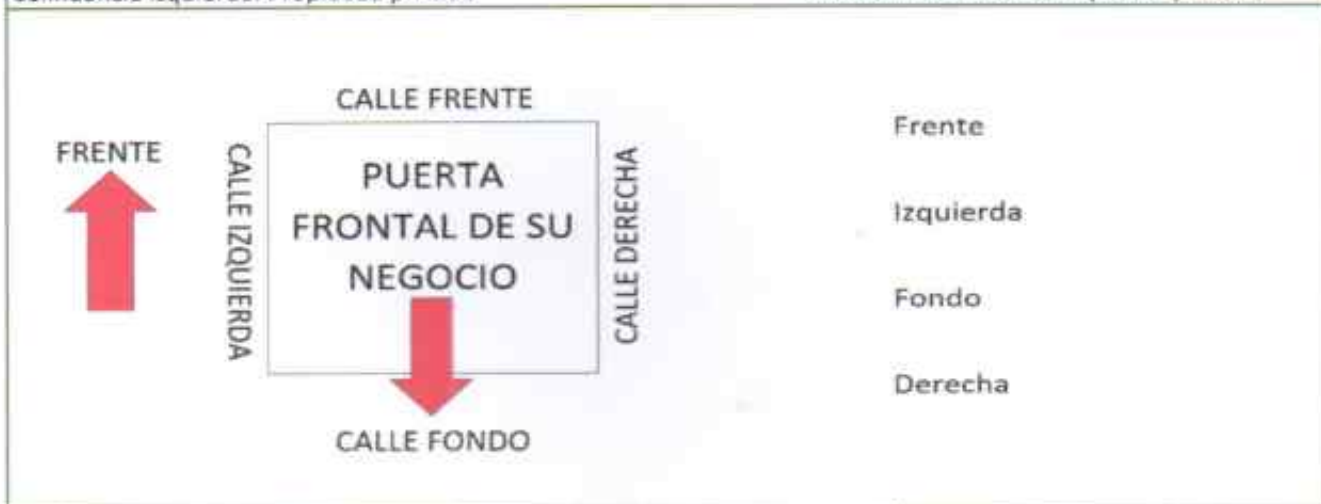 CALLE FRENTE
FRENTE
CALLE IZQUIERDA
PUERTA
FRONTAL DE SU
NEGOCIO
CALLE DERECHA
CALLE FONDO
Frente
Izquierda
Fondo
Derecha